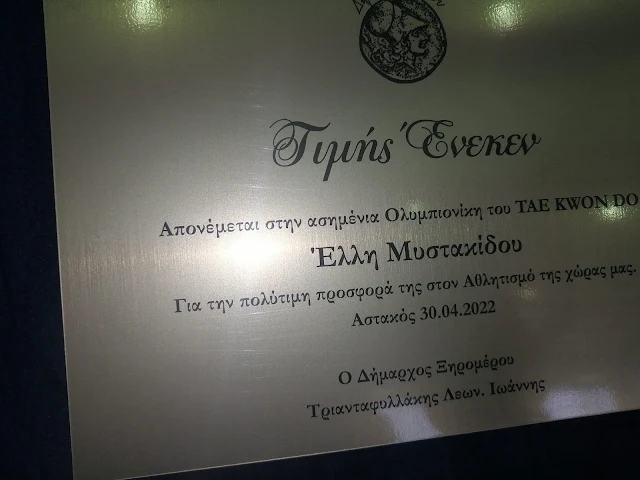 Τιμής Ένεκεν
Απονέμεται στην ασημένια Ολυμπιονίκη του TAE KWON DO
Έλλη Μυστακίδου
Για την πολύτιμη προσφορά της στον Αθλητισμό της χώρας μας.
Αστακός 30.04.2022
Ο Δήμαρχος Ξηρομέρου
Τριανταφυλλάκης Λεων. Ιωάννης